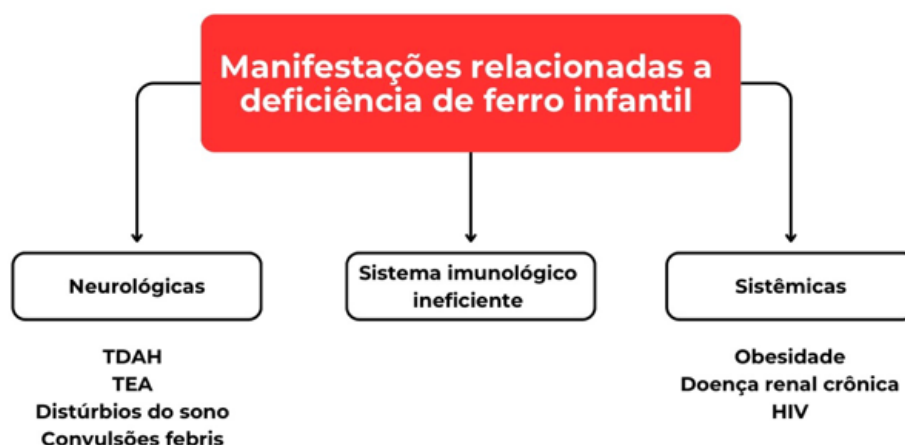 Manifestações relacionadas a
deficiência de ferro infantil
Neurológicas
Sistema imunológico
ineficiente
Sistêmicas
TDAH
TEA
Distúrbios do sono
Convulsões febris
Obesidade
Doença renal crônica
HIV